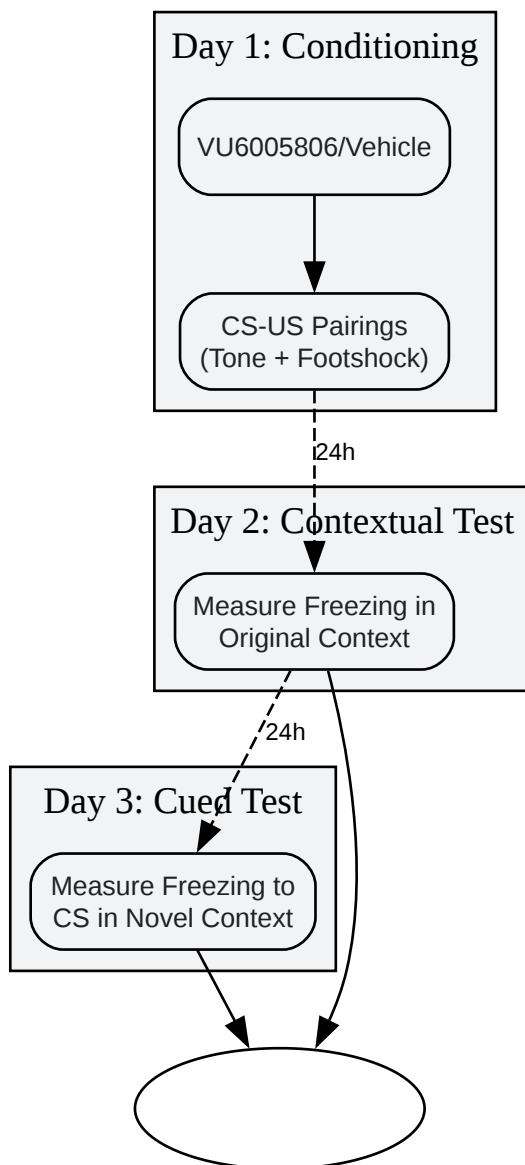 Day 1: Conditioning
VU6005806/Vehicle
CS-US Pairings
(Tone + Footshock)
24h
Day 2: Contextual Test
Measure Freezing in
Original Context
24h
Day 3: Cued Test
Measure Freezing to
CS in Novel Context